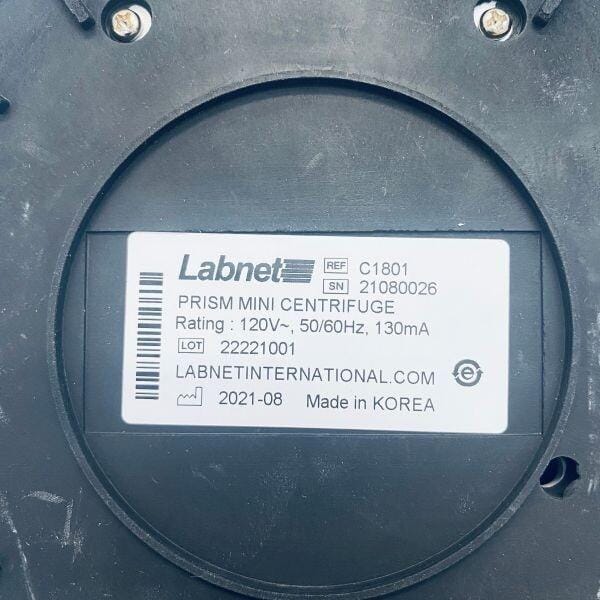 Labnet REF C1801
SN 21080026
PRISM MINI CENTRIFUGE
Rating : 120V~, 50/60Hz, 130mA
LOT 22221001
LABNETINTERNATIONAL.COM e
2021-08 Made in KOREA